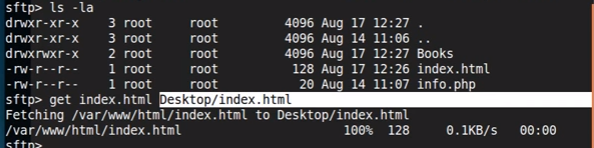 sftp> ls -la
drwxr-xr-x    3 root     root         4096 Aug 17 12:27 .
drwxr-xr-x    3 root     root         4096 Aug 14 11:06 ..
drwxrwxr-x    2 root     root         4096 Aug 17 12:27 Books
-rw-r--r--    1 root     root          128 Aug 17 12:26 index.html
-rw-r--r--    1 root     root           20 Aug 14 11:07 info.php
sftp> get index.html Desktop/index.html
Fetching /var/www/html/index.html to Desktop/index.html
/var/www/html/index.html                      100%  128     0.1KB/s   00:00
sftp>